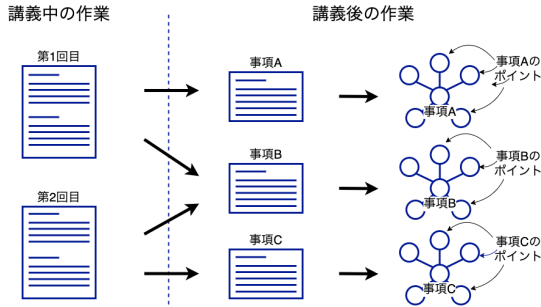 講義中の作業
講義後の作業
第1回目
事項A
事項Aの
ポイント
事項A
事項B
事項Bの
ポイント
事項B
第2回目
事項C
事項Cの
ポイント
事項C